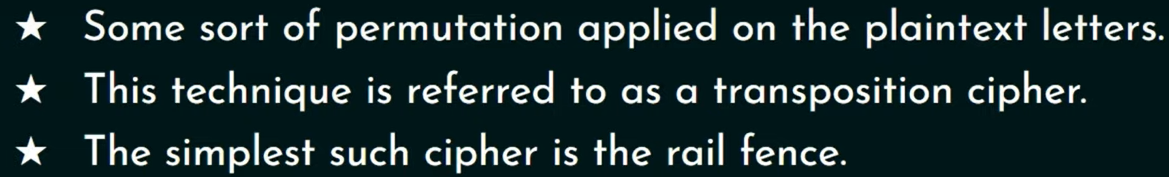 ★ Some sort of permutation applied on the plaintext letters.
★ This technique is referred to as a transposition cipher.
★ The simplest such cipher is the rail fence.